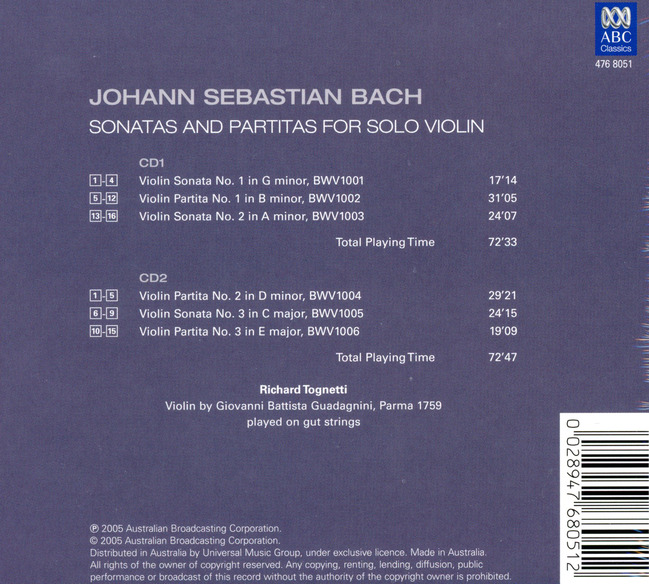 ABC
Classics
476 8051
JOHANN SEBASTIAN BACH
SONATAS AND PARTITAS FOR SOLO VIOLIN
CD1
1-4 Violin Sonata No. 1 in G minor, BWV1001 17’14
5-12 Violin Partita No. 1 in B minor, BWV1002 31’05
13-16 Violin Sonata No. 2 in A minor, BWV1003 24’07
Total Playing Time 72’33
CD2
1-5 Violin Partita No. 2 in D minor, BWV1004 29’21
6-9 Violin Sonata No. 3 in C major, BWV1005 24’15
10-15 Violin Partita No. 3 in E major, BWV1006 19’09
Total Playing Time 72’47
Richard Tognetti
Violin by Giovanni Battista Guadagnini, Parma 1759
played on gut strings
℗ 2005 Australian Broadcasting Corporation.
© 2005 Australian Broadcasting Corporation.
Distributed in Australia by Universal Music Group, under exclusive licence. Made in Australia.
All rights of the owner of copyright reserved. Any copying, renting, lending, diffusion, public
performance or broadcast of this record without the authority of the copyright owner is prohibited.
0 28947 68051 2